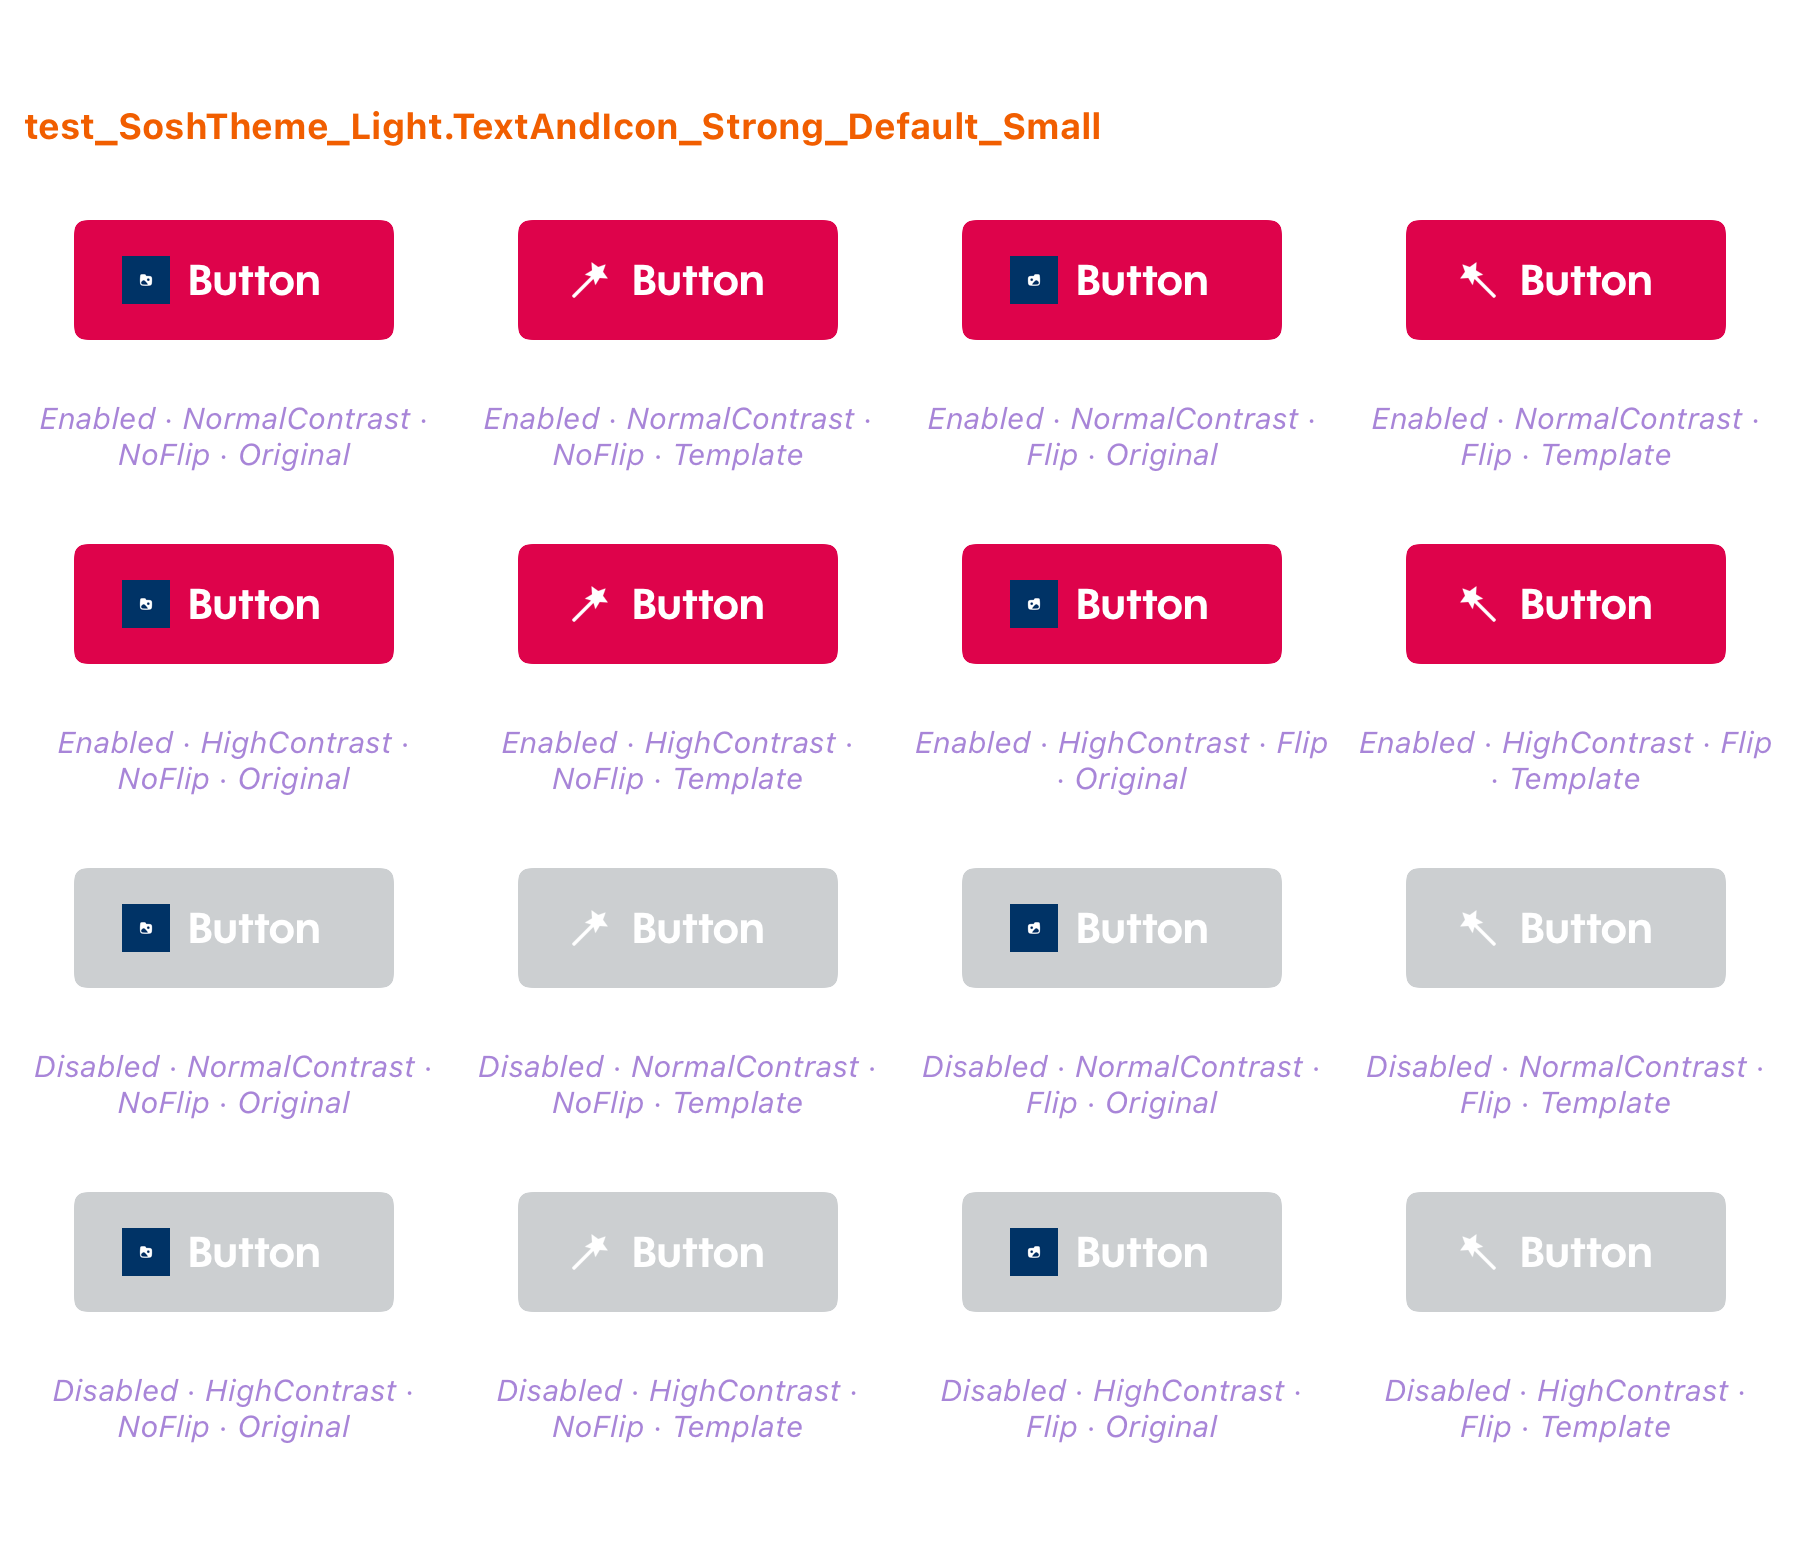 test_SoshTheme_Light.TextAndIcon_Strong_Default_Small
Button Button Button Button
Enabled · NormalContrast · Enabled · NormalContrast · Enabled · NormalContrast · Enabled · NormalContrast ·
NoFlip · Original NoFlip · Template Flip · Original Flip · Template
Button Button Button Button
Enabled · HighContrast · Enabled · HighContrast · Enabled · HighContrast · Flip Enabled · HighContrast · Flip
NoFlip · Original NoFlip · Template · Original · Template
Button Button Button Button
Disabled · NormalContrast · Disabled · NormalContrast · Disabled · NormalContrast · Disabled · NormalContrast ·
NoFlip · Original NoFlip · Template Flip · Original Flip · Template
Button Button Button Button
Disabled · HighContrast · Disabled · HighContrast · Disabled · HighContrast · Disabled · HighContrast ·
NoFlip · Original NoFlip · Template Flip · Original Flip · Template